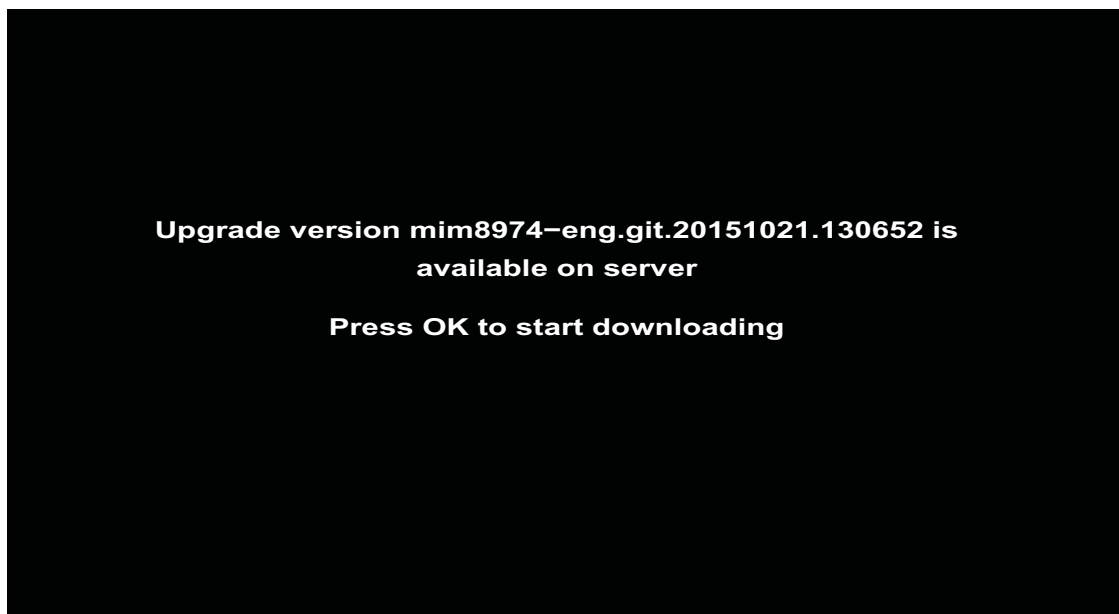 Upgrade version mim8974-eng.git.20151021.130652 is
available on server
Press OK to start downloading